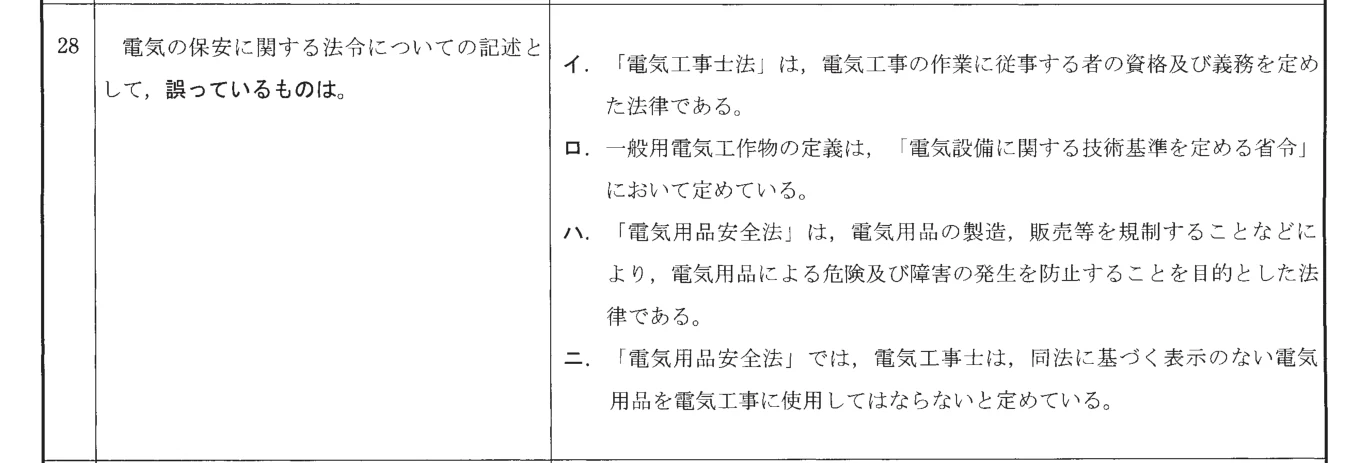 28
電気の保安に関する法令についての記述と
して，誤っているものは。
イ．「電気工事士法」は，電気工事の作業に従事する者の資格及び義務を定め
た法律である。
ロ．一般用電気工作物の定義は，「電気設備に関する技術基準を定める省令」
において定めている。
ハ．「電気用品安全法」は，電気用品の製造，販売等を規制することなどに
より，電気用品による危険及び障害の発生を防止することを目的とした法
律である。
ニ．「電気用品安全法」では，電気工事士は，同法に基づく表示のない電気
用品を電気工事に使用してはならないと定めている。